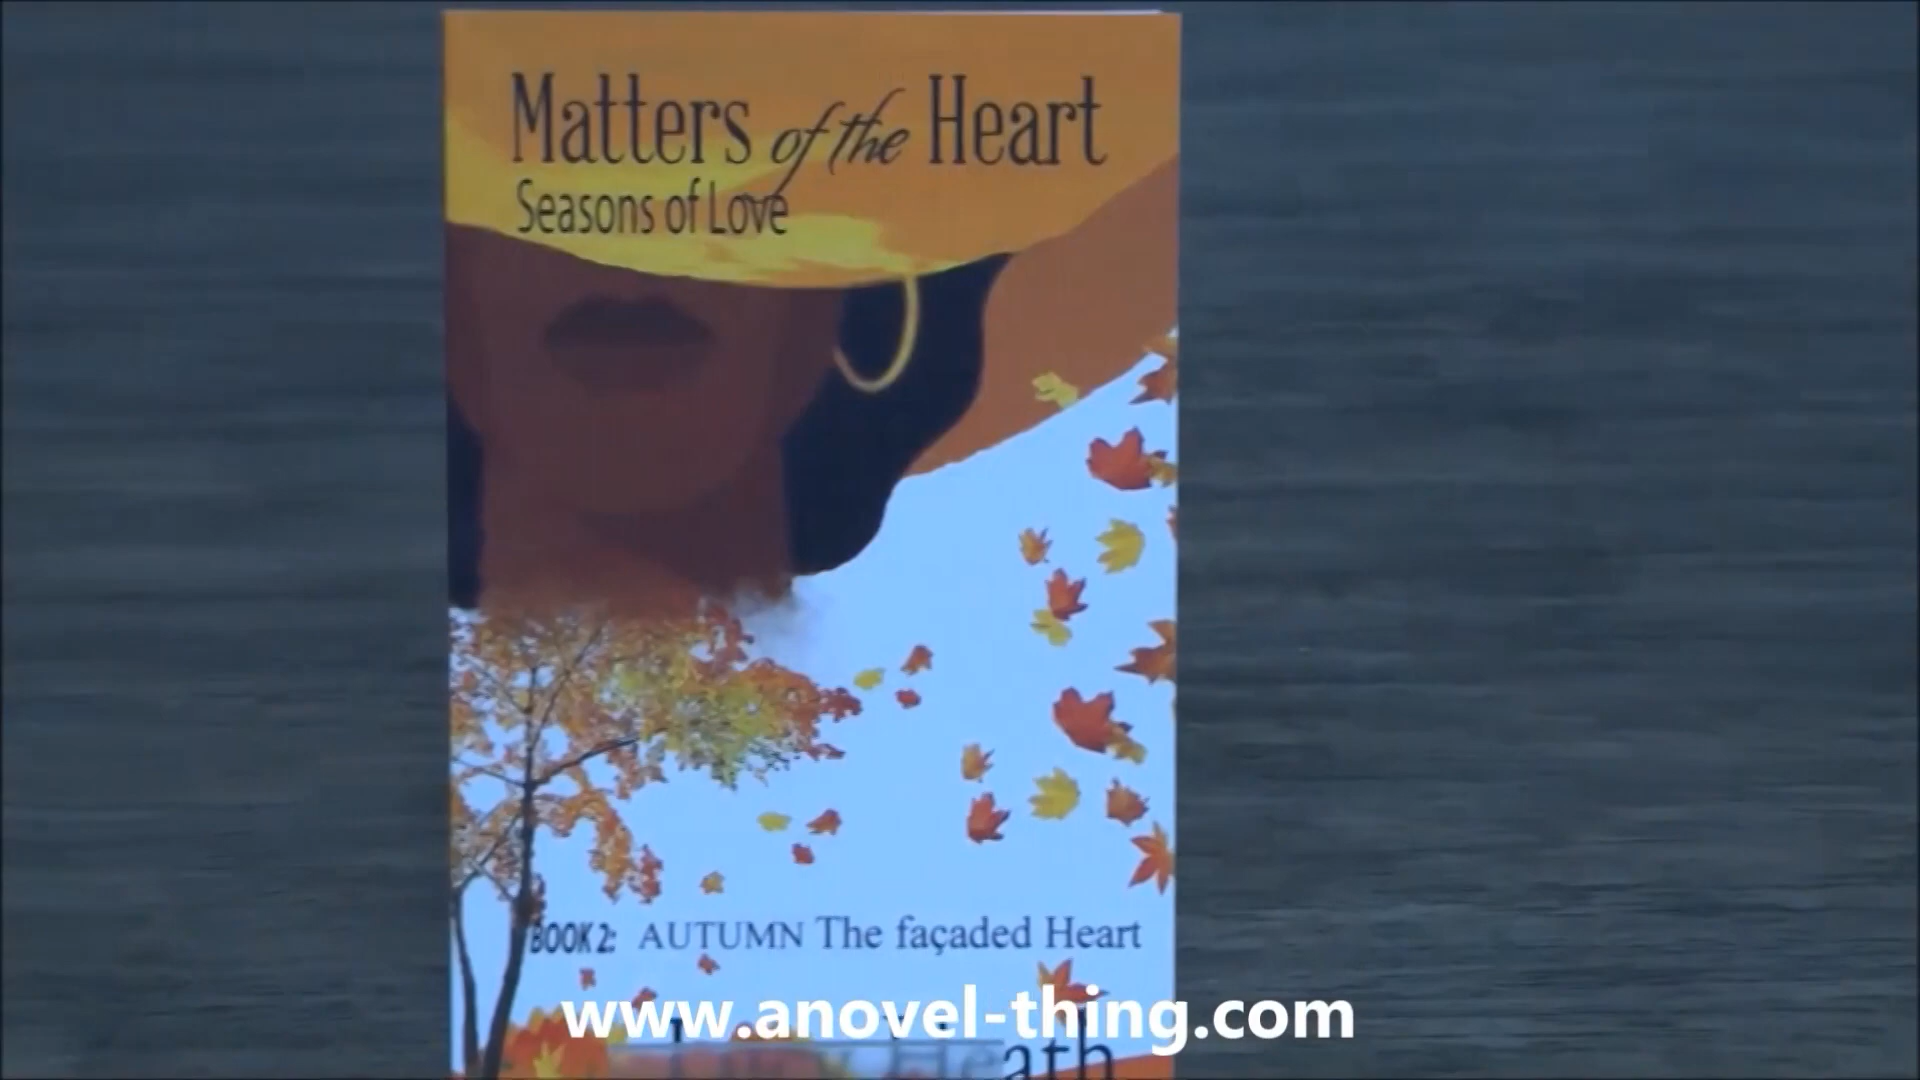 Matters of the Heart
Seasons of Love
BOOK 2: AUTUMN The façaded Heart
www.anovel-thing.com